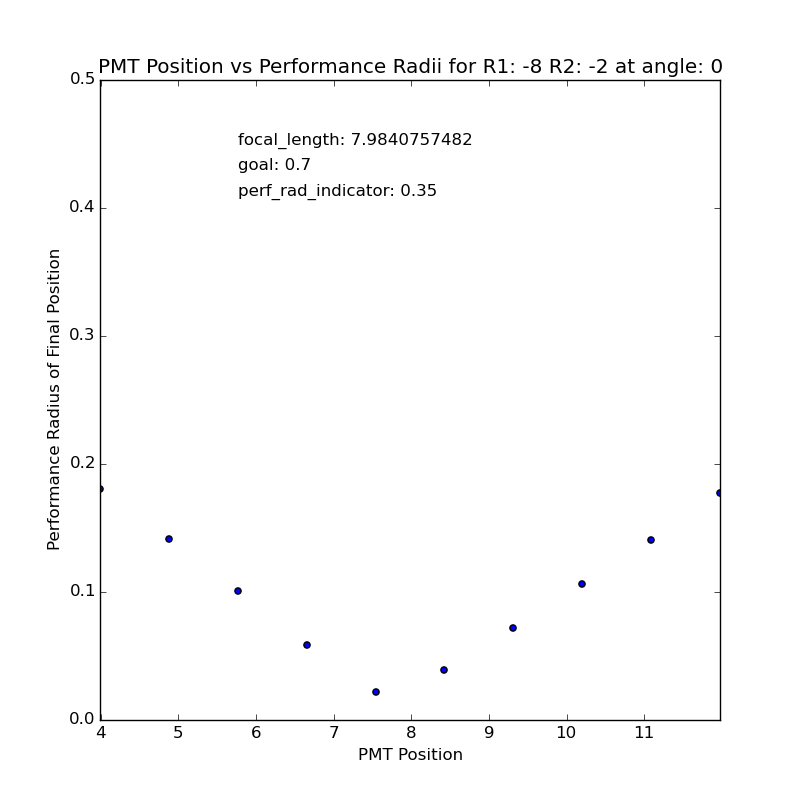 PMT Position vs Performance Radii for R1: -8 R2: -2 at angle: 0
focal_length: 7.9840757482
goal: 0.7
perf_rad_indicator: 0.35
Performance Radius of Final Position
0.5
0.4
0.3
0.2
0.1
0.0
4 5 6 7 8 9 10 11
PMT Position